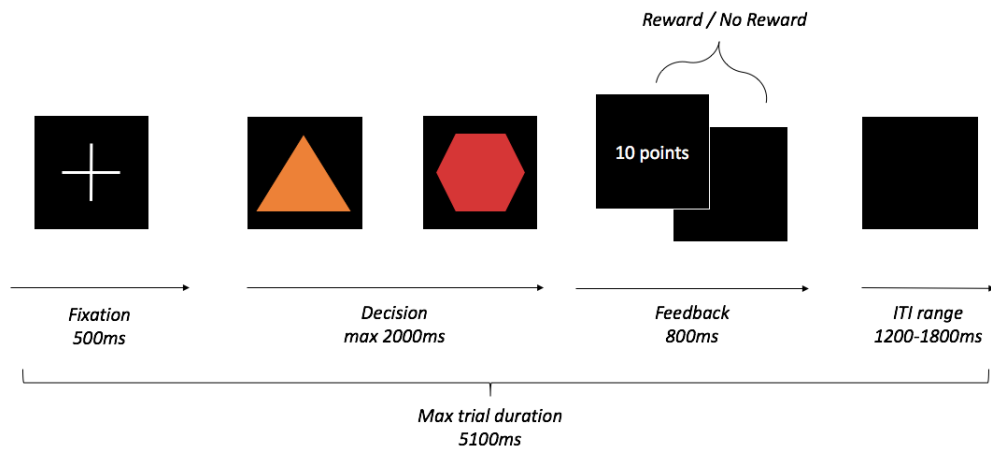 Reward / No Reward
10 points
Fixation
500ms
Decision
max 2000ms
Feedback
800ms
ITI range
1200-1800ms
Max trial duration
5100ms